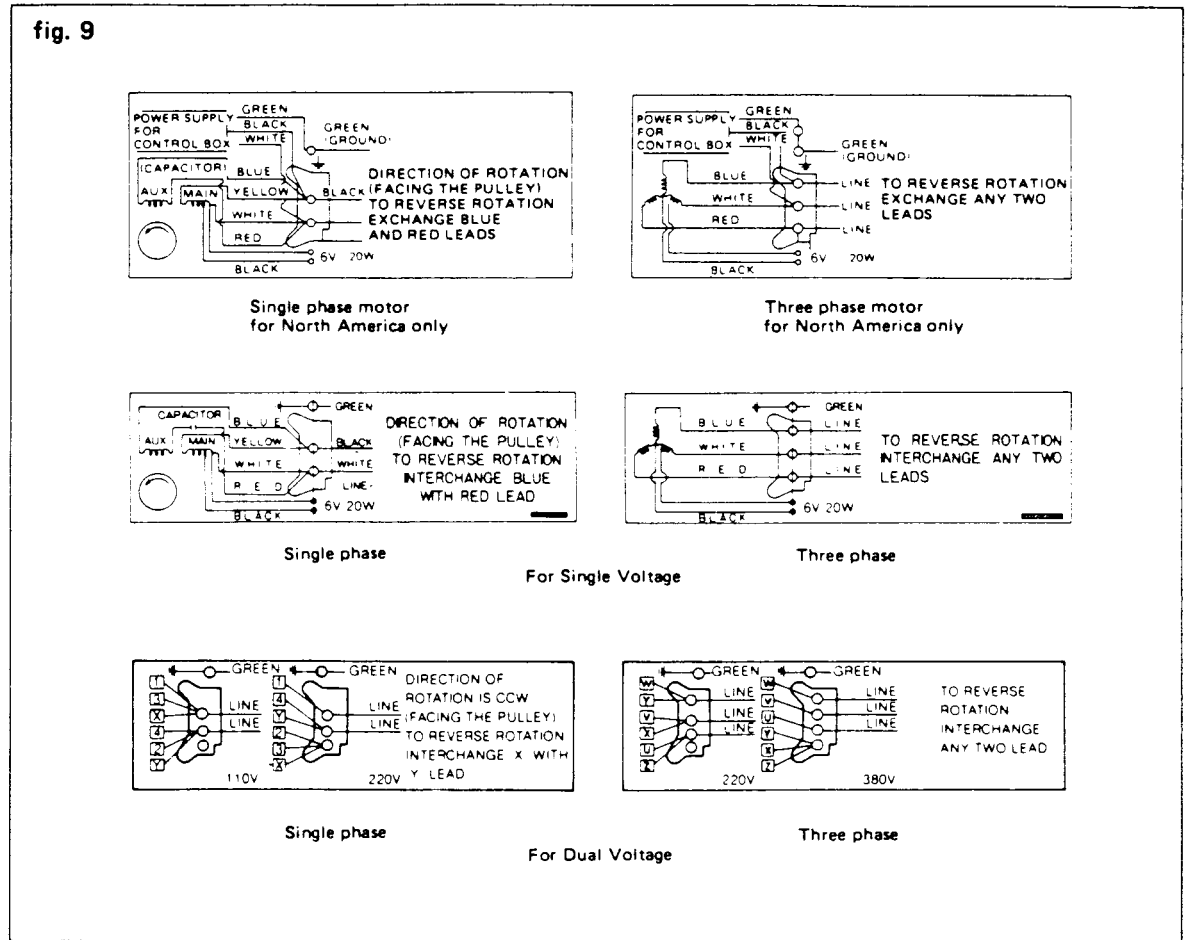 fig. 9
GREEN
POWER SUPPLY
BLACK
FOR
WHITE
CONTROL BOX
GREEN
(GROUND)
(CAPACITOR)
BLUE
AUX
MAIN
YELLOW
BLACK
WHITE
RED
6V 20W
BLACK
DIRECTION OF ROTATION
(FACING THE PULLEY)
TO REVERSE ROTATION
EXCHANGE BLUE
AND RED LEADS
Single phase motor
for North America only
GREEN
POWER SUPPLY
BLACK
FOR
WHITE
CONTROL BOX
GREEN
(GROUND)
BLUE
LINE
WHITE
LINE
RED
LINE
6V 20W
BLACK
TO REVERSE ROTATION
EXCHANGE ANY TWO
LEADS
Three phase motor
for North America only
GREEN
CAPACITOR
BLUE
AUX
MAIN
YELLOW
BLACK
WHITE
WHITE
RED
LINE
6V 20W
BLACK
DIRECTION OF ROTATION
(FACING THE PULLEY)
TO REVERSE ROTATION
INTERCHANGE BLUE
WITH RED LEAD
Single phase
GREEN
BLUE
LINE
WHITE
LINE
RED
LINE
6V 20W
BLACK
TO REVERSE ROTATION
INTERCHANGE ANY TWO
LEADS
Three phase
For Single Voltage
GREEN
1
3
X
4
2
Y
LINE
LINE
110V
GREEN
1
4
Y
2
3
X
LINE
LINE
220V
DIRECTION OF
ROTATION IS CCW
(FACING THE PULLEY)
TO REVERSE ROTATION
INTERCHANGE X WITH
Y LEAD
Single phase
GREEN
W
Y
V
X
U
Z
LINE
LINE
LINE
220V
GREEN
W
V
U
Y
X
Z
LINE
LINE
LINE
380V
TO REVERSE
ROTATION
INTERCHANGE
ANY TWO LEAD
Three phase
For Dual Voltage